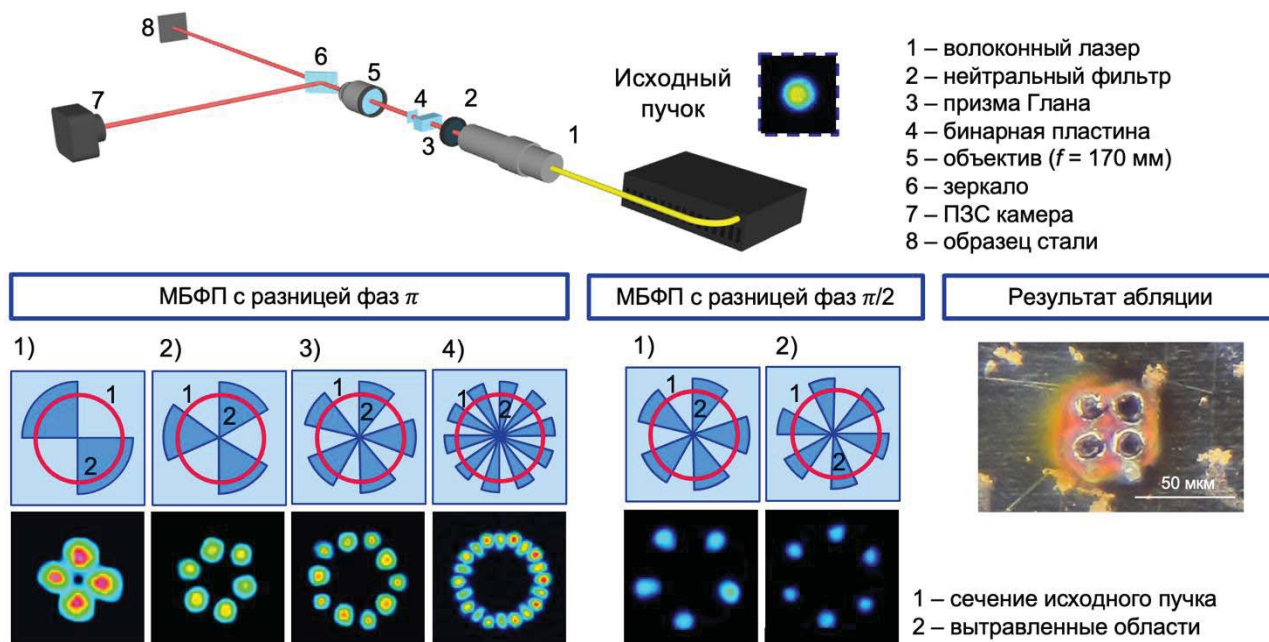 8
6
5
4
2
7
3
1
Исходный
пучок
1 – волоконный лазер
2 – нейтральный фильтр
3 – призма Глана
4 – бинарная пластина
5 – объектив (f = 170 мм)
6 – зеркало
7 – ПЗС камера
8 – образец стали
МБФП с разницей фаз π
МБФП с разницей фаз π/2
Результат абляции
1)
2)
3)
4)
1)
2)
1
2
1
2
1
2
1
2
1
2
1
2
50 мкм
1 – сечение исходного пучка
2 – вытравленные области